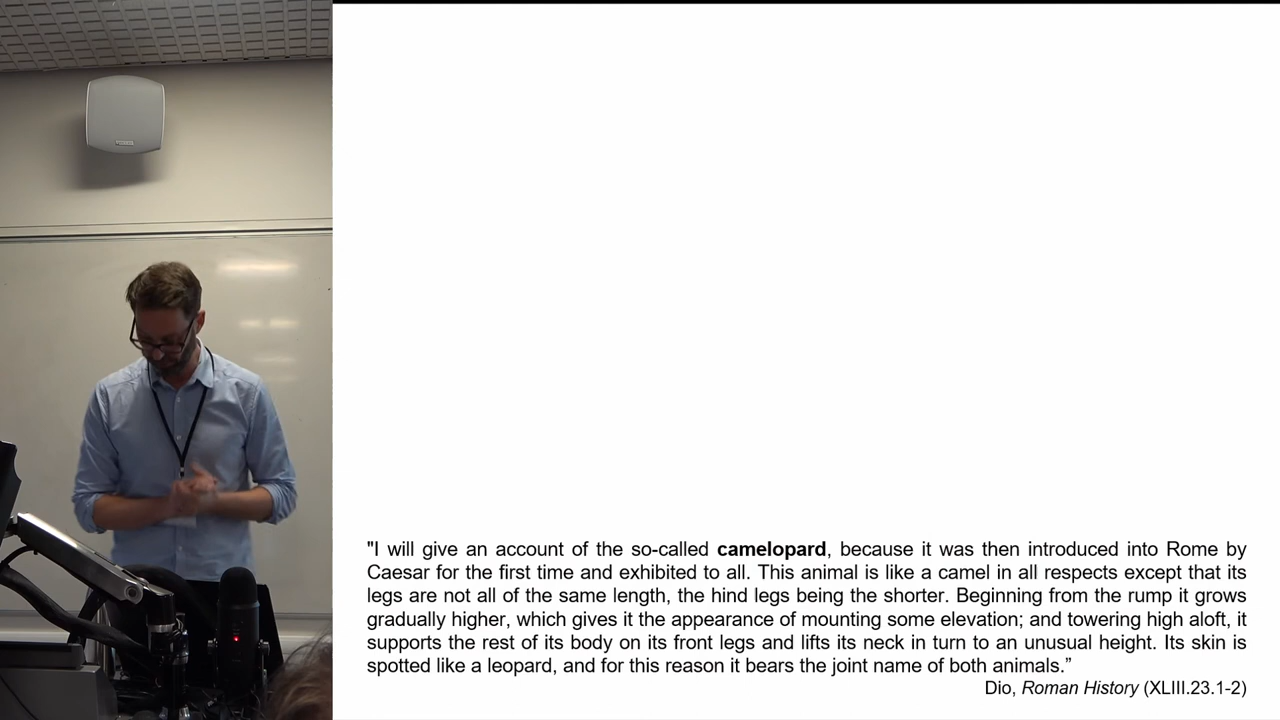 "I will give an account of the so-called camelopard, because it was then introduced into Rome by
Caesar for the first time and exhibited to all. This animal is like a camel in all respects except that its
legs are not all of the same length, the hind legs being the shorter. Beginning from the rump it grows
gradually higher, which gives it the appearance of mounting some elevation; and towering high aloft, it
supports the rest of its body on its front legs and lifts its neck in turn to an unusual height. Its skin is
spotted like a leopard, and for this reason it bears the joint name of both animals.”
Dio, Roman History (XLIII.23.1-2)